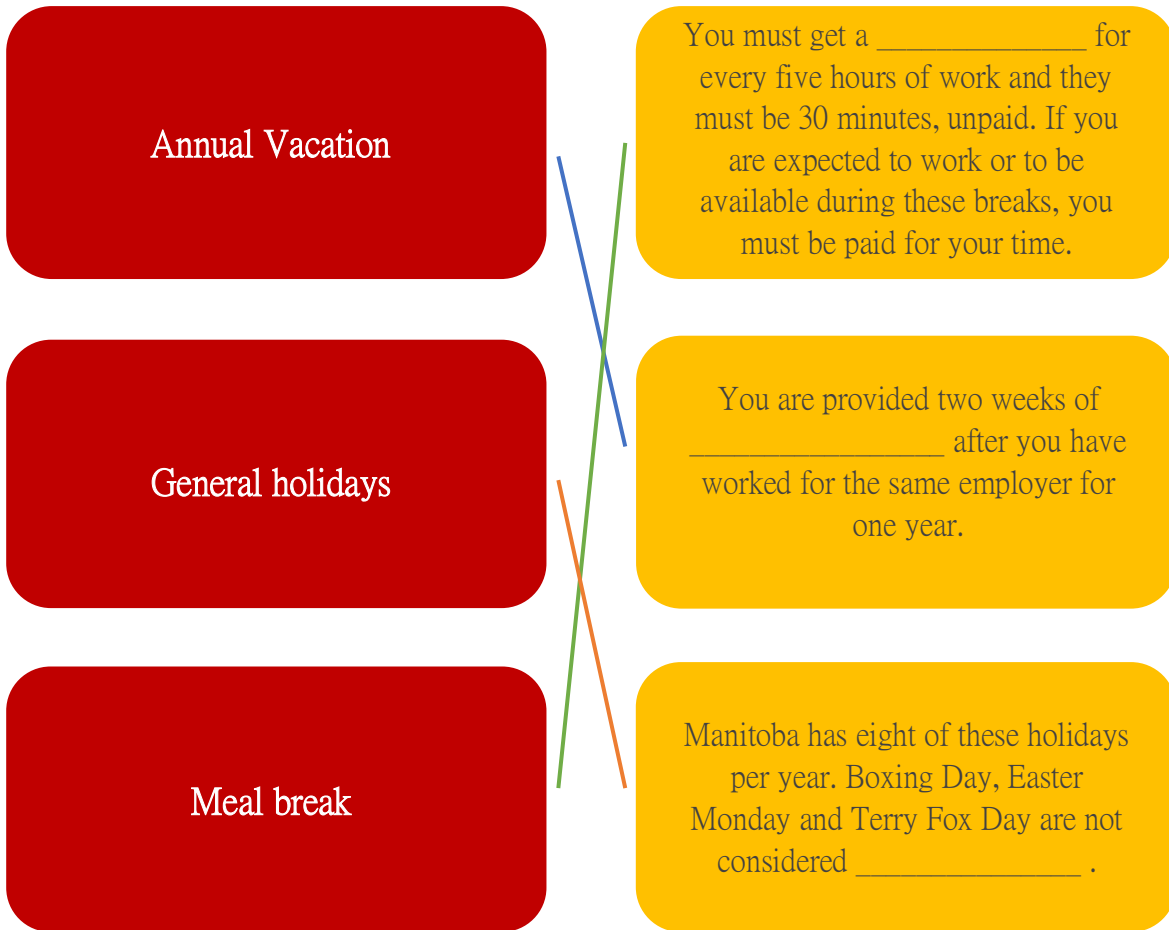 Annual Vacation
You must get a ______________ for
every five hours of work and they
must be 30 minutes, unpaid. If you
are expected to work or to be
available during these breaks, you
must be paid for your time.
General holidays
You are provided two weeks of
_________________ after you have
worked for the same employer for
one year.
Meal break
Manitoba has eight of these holidays
per year. Boxing Day, Easter
Monday and Terry Fox Day are not
considered _______________ .